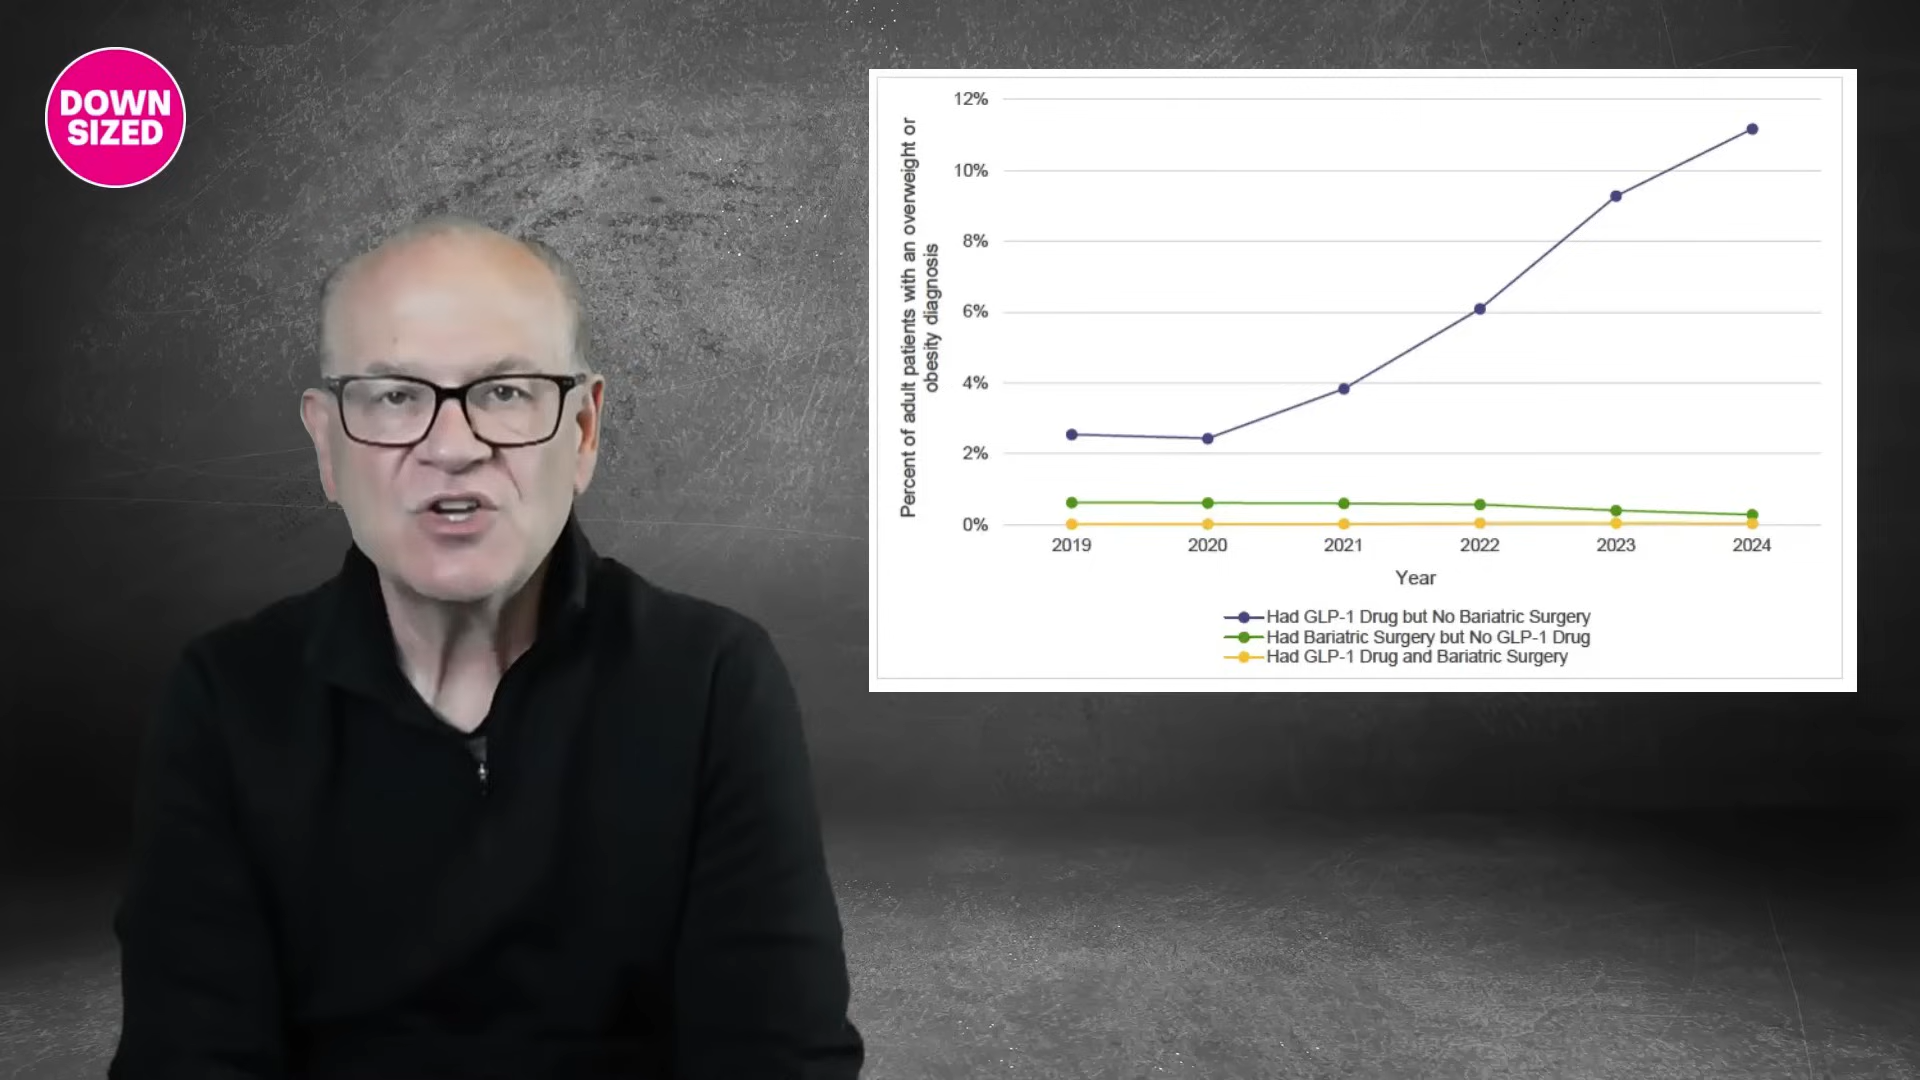 DOWN
SIZED
12%
10%
8%
6%
4%
2%
0%
Percent of adult patients with an overweight or
obesity diagnosis
2019 2020 2021 2022 2023 2024
Year
Had GLP-1 Drug but No Bariatric Surgery
Had Bariatric Surgery but No GLP-1 Drug
Had GLP-1 Drug and Bariatric Surgery